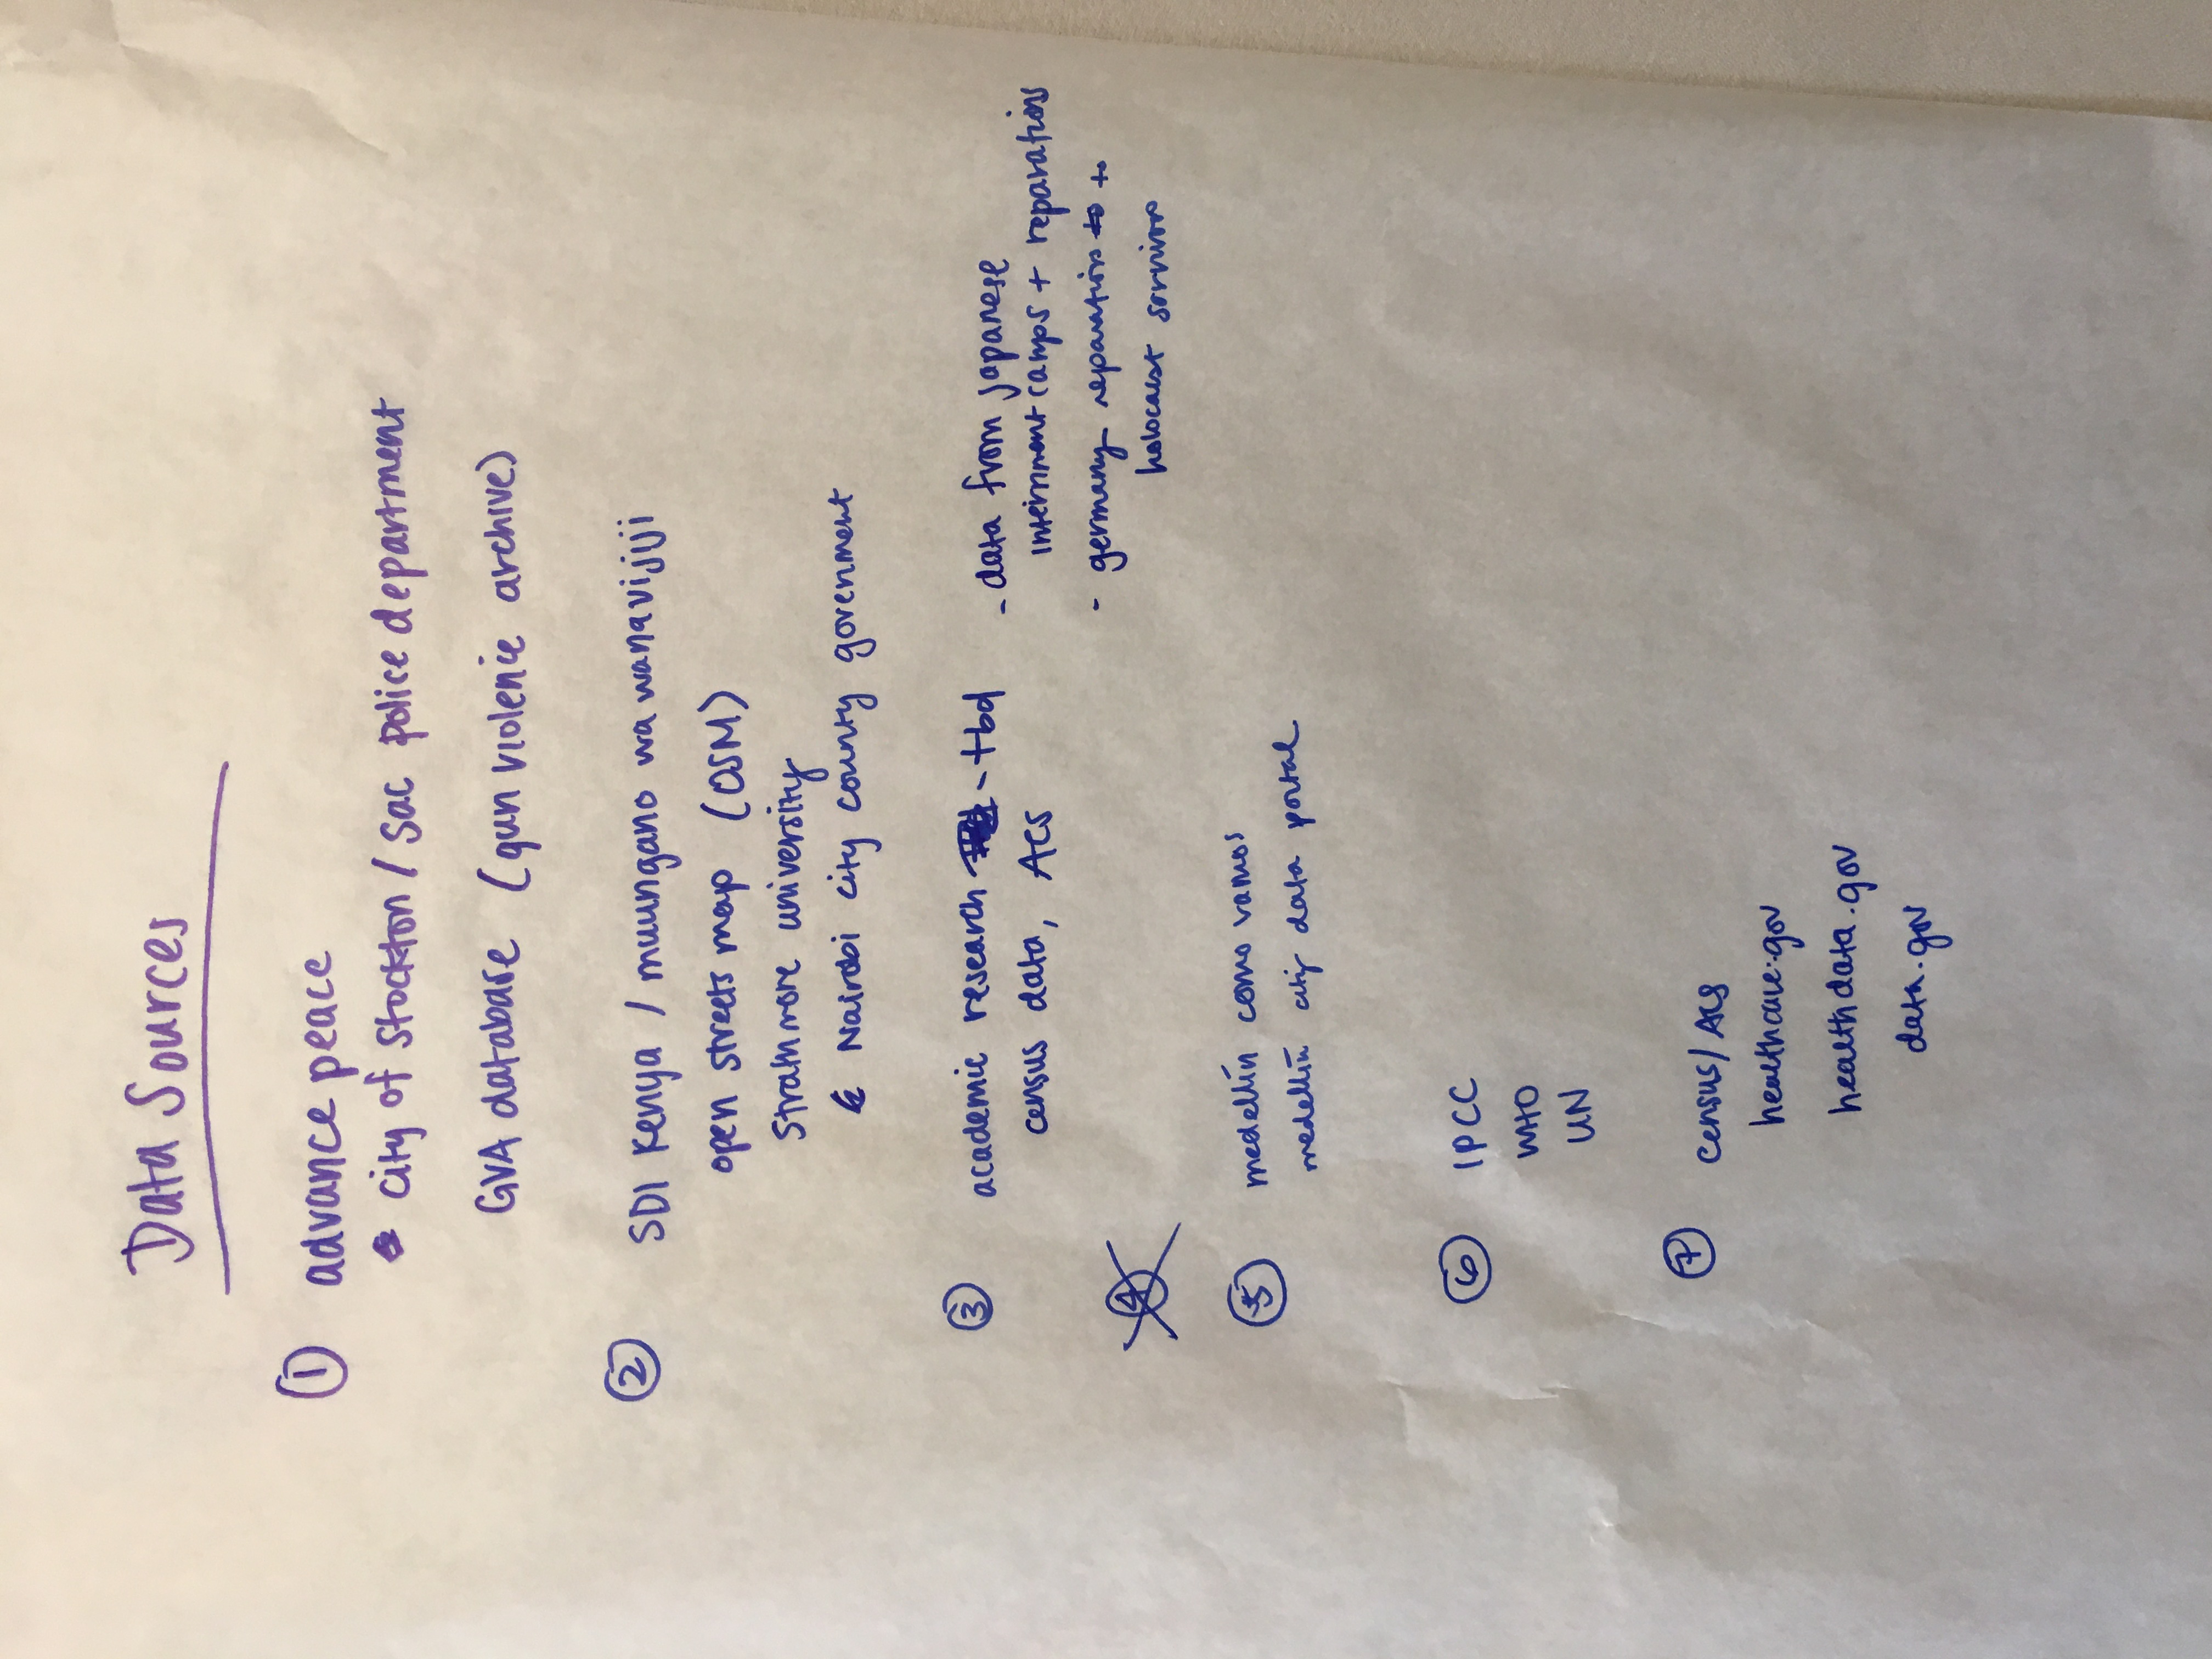 Data Sources
① advance peace
city of Stockton / Sac police department
GVA database (gun violence archive)
② SDI Kenya / muungano wa wanavijiji
open streets map (OSM)
Strathmore university
Nairobi city county govenment
③ academic research - tbd
census data, ACS
- data from japanese
internment camps + reparations
- germany reparations to
holocaust survivors
④
⑤ medellín como vamos
medellín city data portal
⑥ IPCC
WHO
UN
⑦ census/ACS
healthcare.gov
healthdata.gov
data.gov